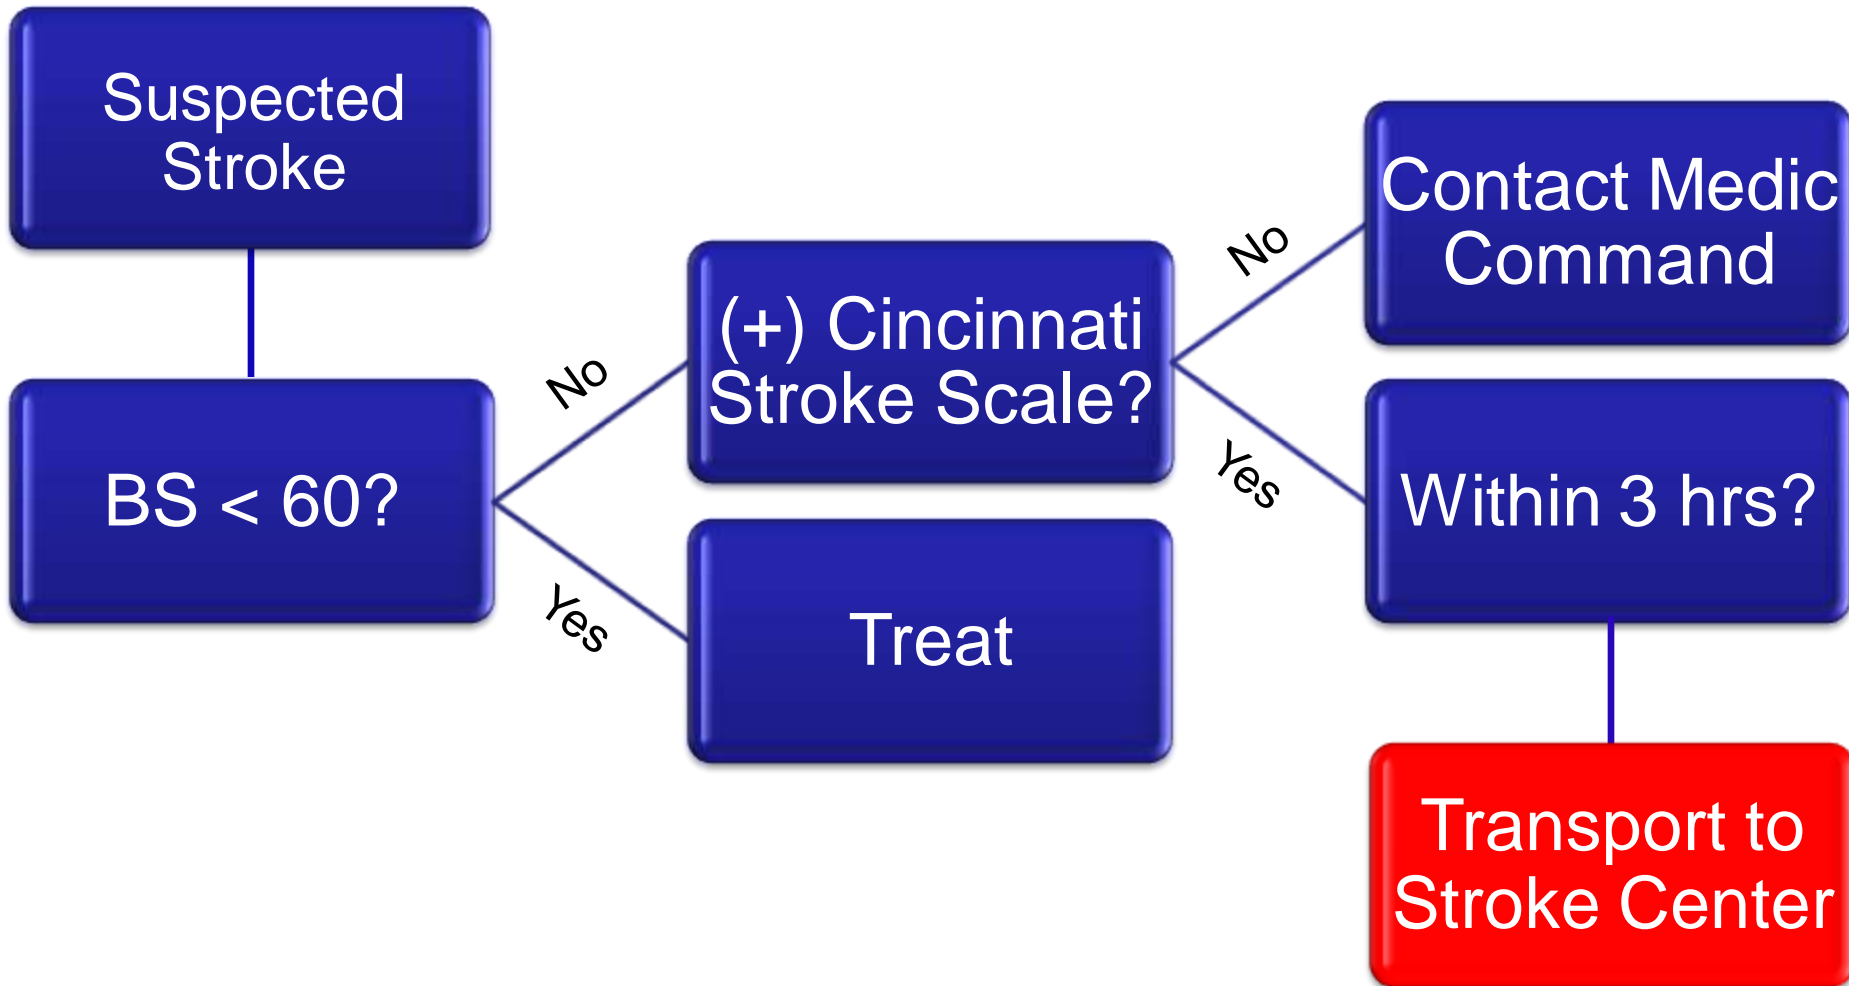 Suspected
Stroke
BS < 60?
No
Yes
(+) Cincinnati
Stroke Scale?
Treat
No
Yes
Contact Medic
Command
Within 3 hrs?
Transport to
Stroke Center